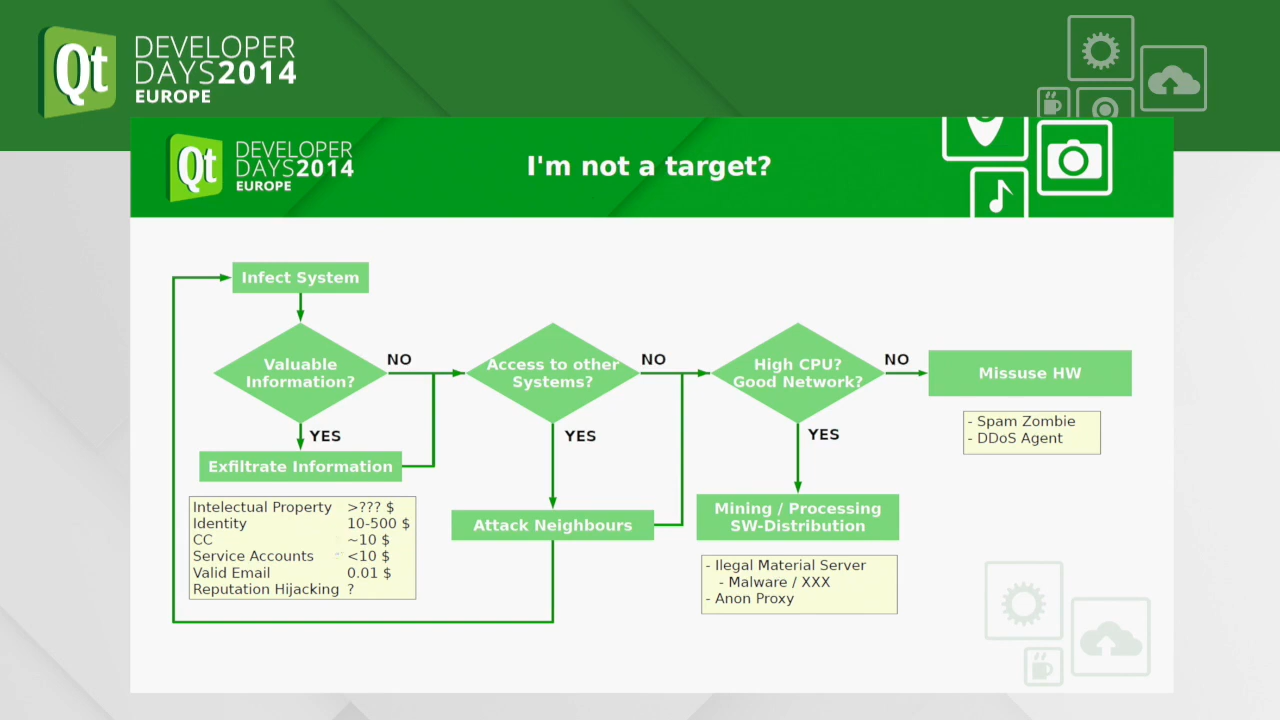 Qt DEVELOPER
DAYS2014
EUROPE
Qt DEVELOPER
DAYS2014
EUROPE
I'm not a target?
Infect System
Valuable
Information?
NO
Access to other
Systems?
NO
High CPU?
Good Network?
NO
Missuse HW
- Spam Zombie
- DDoS Agent
YES
YES
YES
Exfiltrate Information
Intelectual Property >??? $
Identity 10-500 $
CC ~10 $
Service Accounts <10 $
Valid Email 0.01 $
Reputation Hijacking ?
Attack Neighbours
Mining / Processing
SW-Distribution
- Ilegal Material Server
- Malware / XXX
- Anon Proxy